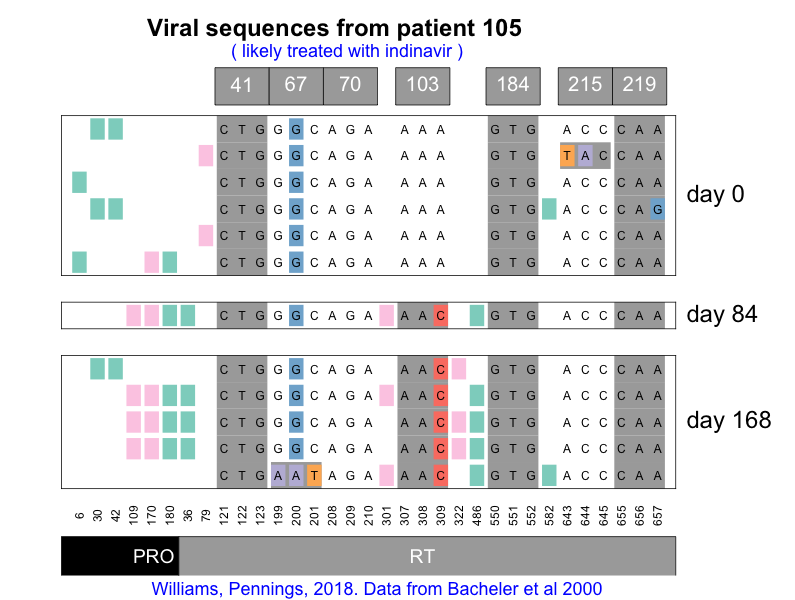 Viral sequences from patient 105
( likely treated with indinavir )
41 67 70 103 184 215 219
C T G G G C A G A A A A G T G A C C C A A
C T G G G C A G A A A A G T G T A C C A A
C T G G G C A G A A A A G T G A C C C A A
C T G G G C A G A A A A G T G A C C C A G
C T G G G C A G A A A A G T G A C C C A A
C T G G G C A G A A A A G T G A C C C A A
day 0
C T G G G C A G A A A C G T G A C C C A A
day 84
C T G G G C A G A A A C G T G A C C C A A
C T G G G C A G A A A C G T G A C C C A A
C T G G G C A G A A A C G T G A C C C A A
C T G G G C A G A A A C G T G A C C C A A
C T G A A T A G A A A C G T G A C C C A A
day 168
6 30 42 109 170 180 36 79 121 122 123 199 200 201 208 209 210 301 307 308 309 322 486 550 551 552 582 643 644 645 655 656 657
PRO RT
Williams, Pennings, 2018. Data from Bacheler et al 2000